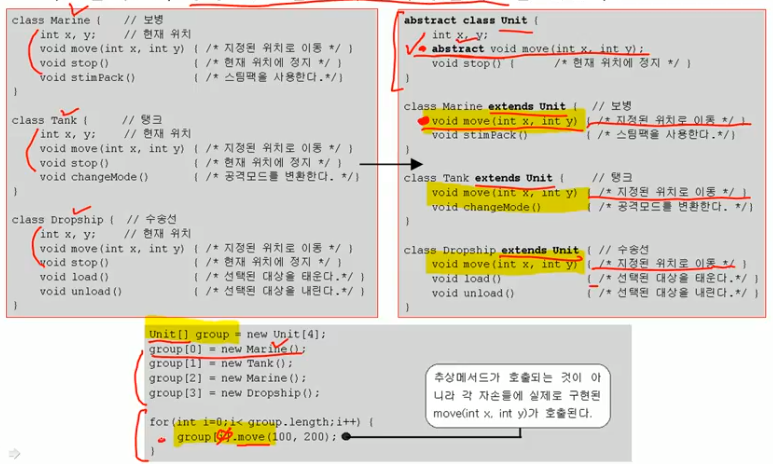 class Marine {   // 보병
int x, y;   // 현재 위치
void move(int x, int y) { /* 지정된 위치로 이동 */ }
void stop()   { /* 현재 위치에 정지 */ }
void stimPack()   { /* 스팀팩을 사용한다.*/}
}
class Tank {   // 탱크
int x, y;   // 현재 위치
void move(int x, int y) { /* 지정된 위치로 이동 */ }
void stop()   { /* 현재 위치에 정지 */ }
void changeMode()   { /* 공격모드를 변환한다. */}
}
class Dropship {  // 수송선
int x, y;   // 현재 위치
void move(int x, int y) { /* 지정된 위치로 이동 */ }
void stop()   { /* 현재 위치에 정지 */ }
void load()   { /* 선택된 대상을 태운다.*/ }
void unload()   { /* 선택된 대상을 내린다.*/ }
}
abstract class Unit {
int x, y;
abstract void move(int x, int y);
void stop() {   /* 현재 위치에 정지 */ }
}
class Marine extends Unit {  // 보병
void move(int x, int y) { /* 지정된 위치로 이동 */ }
void stimPack()   { /* 스팀팩을 사용한다.*/}
}
class Tank extends Unit {   // 탱크
void move(int x, int y) { /* 지정된 위치로 이동 */ }
void changeMode()   { /* 공격모드를 변환한다. */}
}
class Dropship extends Unit { // 수송선
void move(int x, int y) { /* 지정된 위치로 이동 */ }
void load()   { /* 선택된 대상을 태운다.*/ }
void unload()   { /* 선택된 대상을 내린다.*/ }
}
Unit[] group = new Unit[4];
group[0] = new Marine();
group[1] = new Tank();
group[2] = new Marine();
group[3] = new Dropship();
for(int i=0;i< group.length;i++) {
group[i].move(100, 200);
}
추상메서드가 호출되는 것이 아
니라 각 자손들에 실제로 구현된
move(int x, int y)가 호출된다.